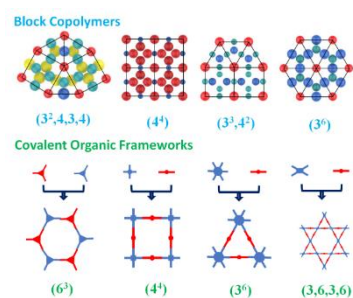 Block Copolymers
(3²,4,3,4) (4⁴) (3³,4²) (3⁶)
Covalent Organic Frameworks
(6³) (4⁴) (3⁶) (3,6,3,6)